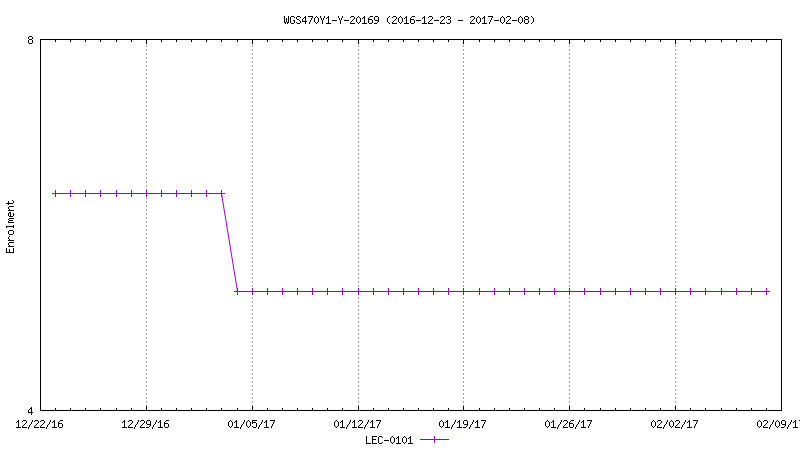 WGS470Y1-Y-20169 (2016-12-23 - 2017-02-08)
8
Enrolment
4
12/22/16 12/29/16 01/05/17 01/12/17 01/19/17 01/26/17 02/02/17 02/09/1
LEC-0101